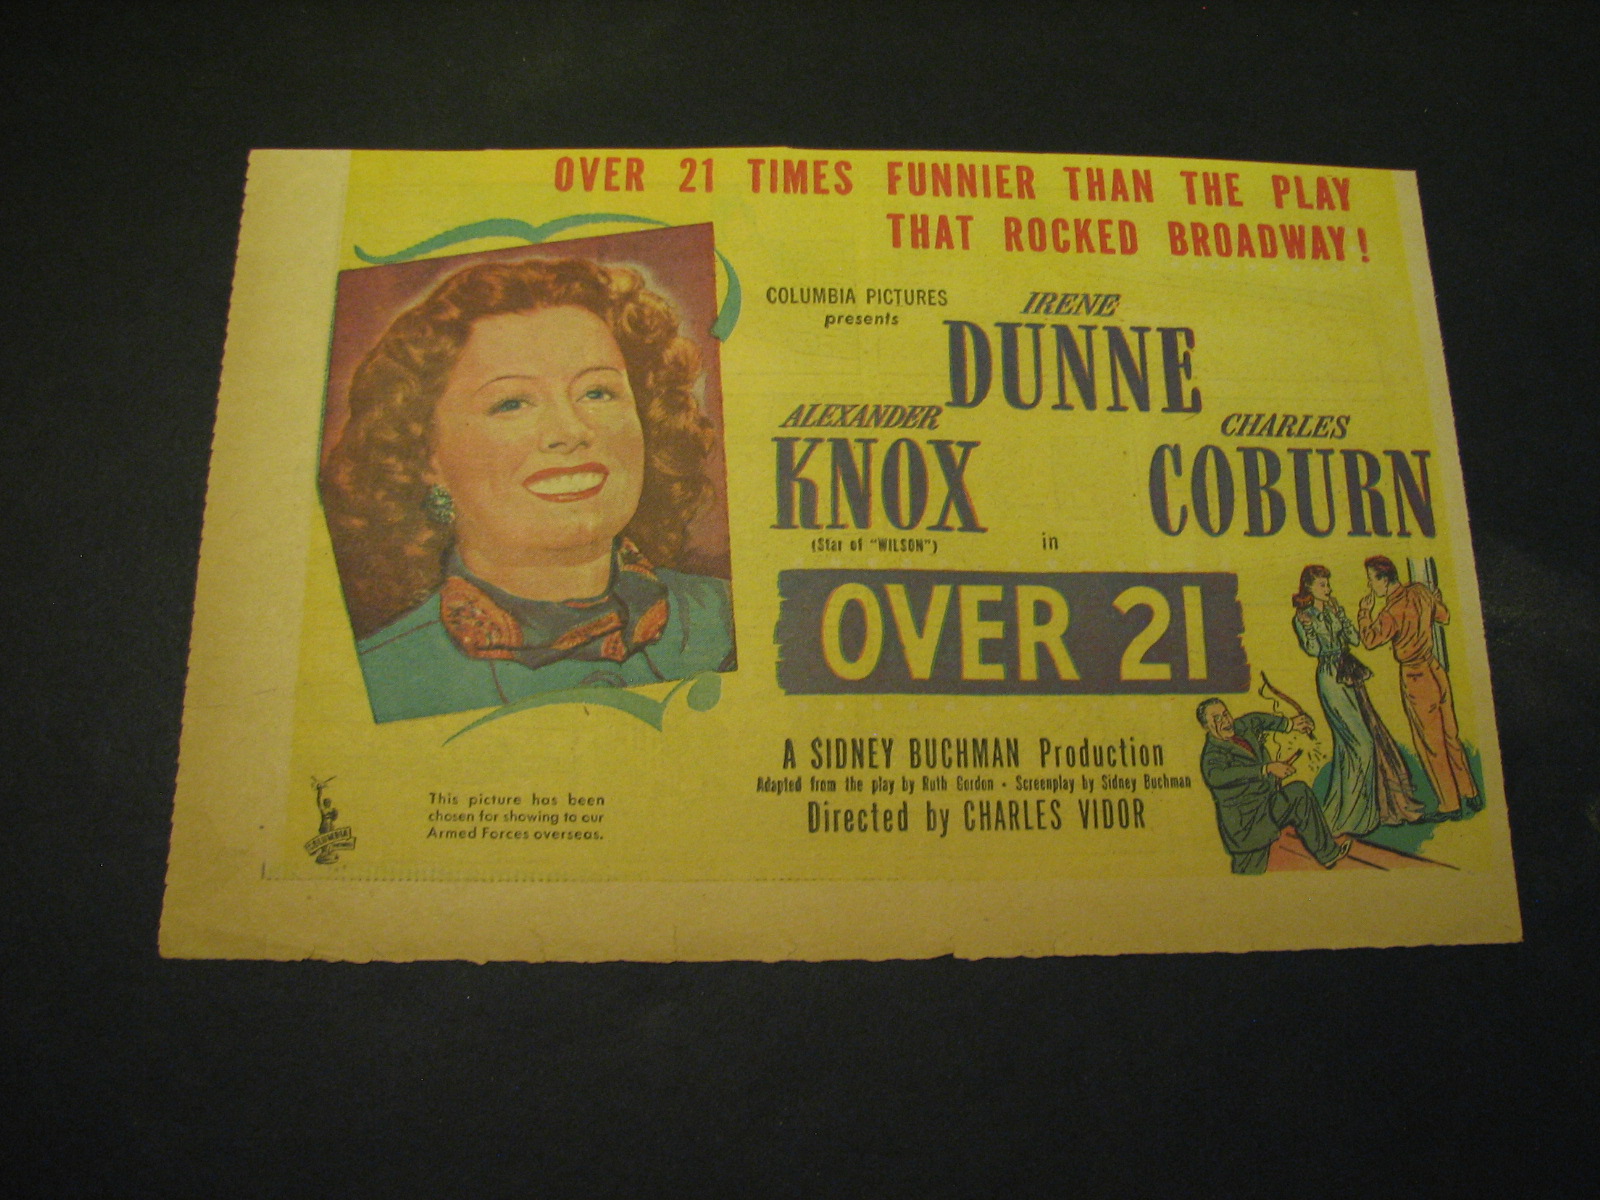 OVER 21 TIMES FUNNIER THAN THE PLAY
THAT ROCKED BROADWAY!
COLUMBIA PICTURES
presents
IRENE
DUNNE
ALEXANDER
KNOX
(Star of "WILSON")
CHARLES
COBURN
in
OVER 21
A SIDNEY BUCHMAN Production
Adapted from the play by Ruth Gordon • Screenplay by Sidney Buchman
Directed by CHARLES VIDOR
This picture has been
chosen for showing to our
Armed Forces overseas.
COLUMBIA